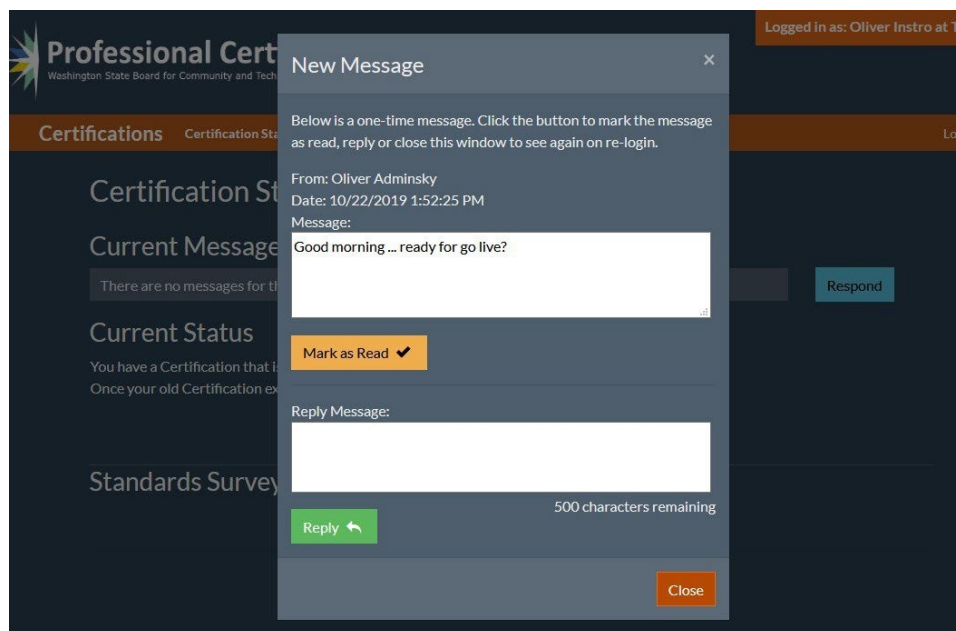 Logged in as: Oliver Instro at
Professional Cert
Washington State Board for Community and Tech
Certifications Certification Sta
Lo
Certification St
Current Message
There are no messages for th
Respond
Current Status
You have a Certification that i
Once your old Certification ex
Standards Survey
New Message ×
Below is a one-time message. Click the button to mark the message
as read, reply or close this window to see again on re-login.
From: Oliver Adminsky
Date: 10/22/2019 1:52:25 PM
Message:
Good morning ... ready for go live?
Mark as Read ✔
Reply Message:
500 characters remaining
Reply
Close